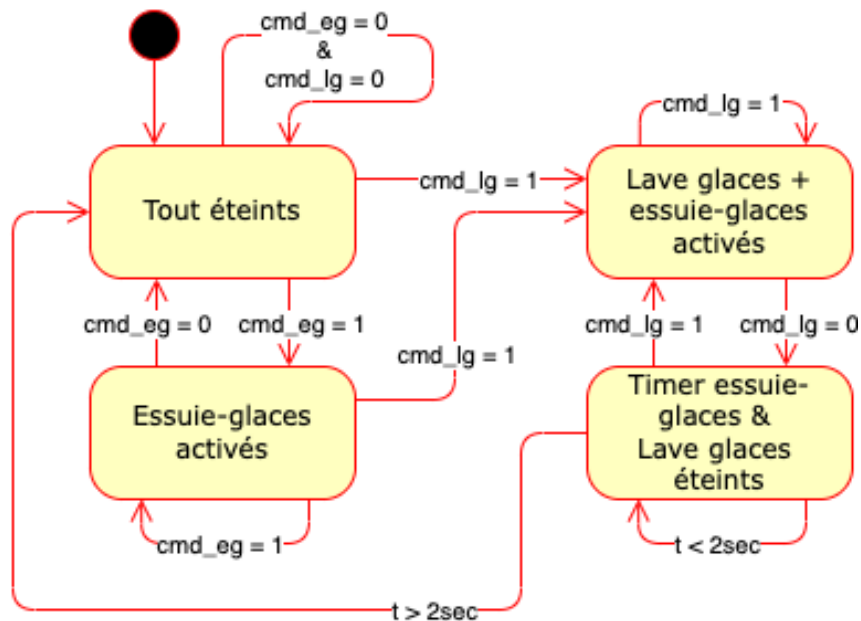 cmd_eg = 0
&
cmd_lg = 0
cmd_lg = 1
Tout éteints
cmd_lg = 1
Lave glaces +
essuie-glaces
activés
cmd_eg = 0
cmd_eg = 1
cmd_lg = 1
cmd_lg = 0
cmd_lg = 1
Essuie-glaces
activés
Timer essuie-
glaces &
Lave glaces
éteints
cmd_eg = 1
t < 2sec
t > 2sec